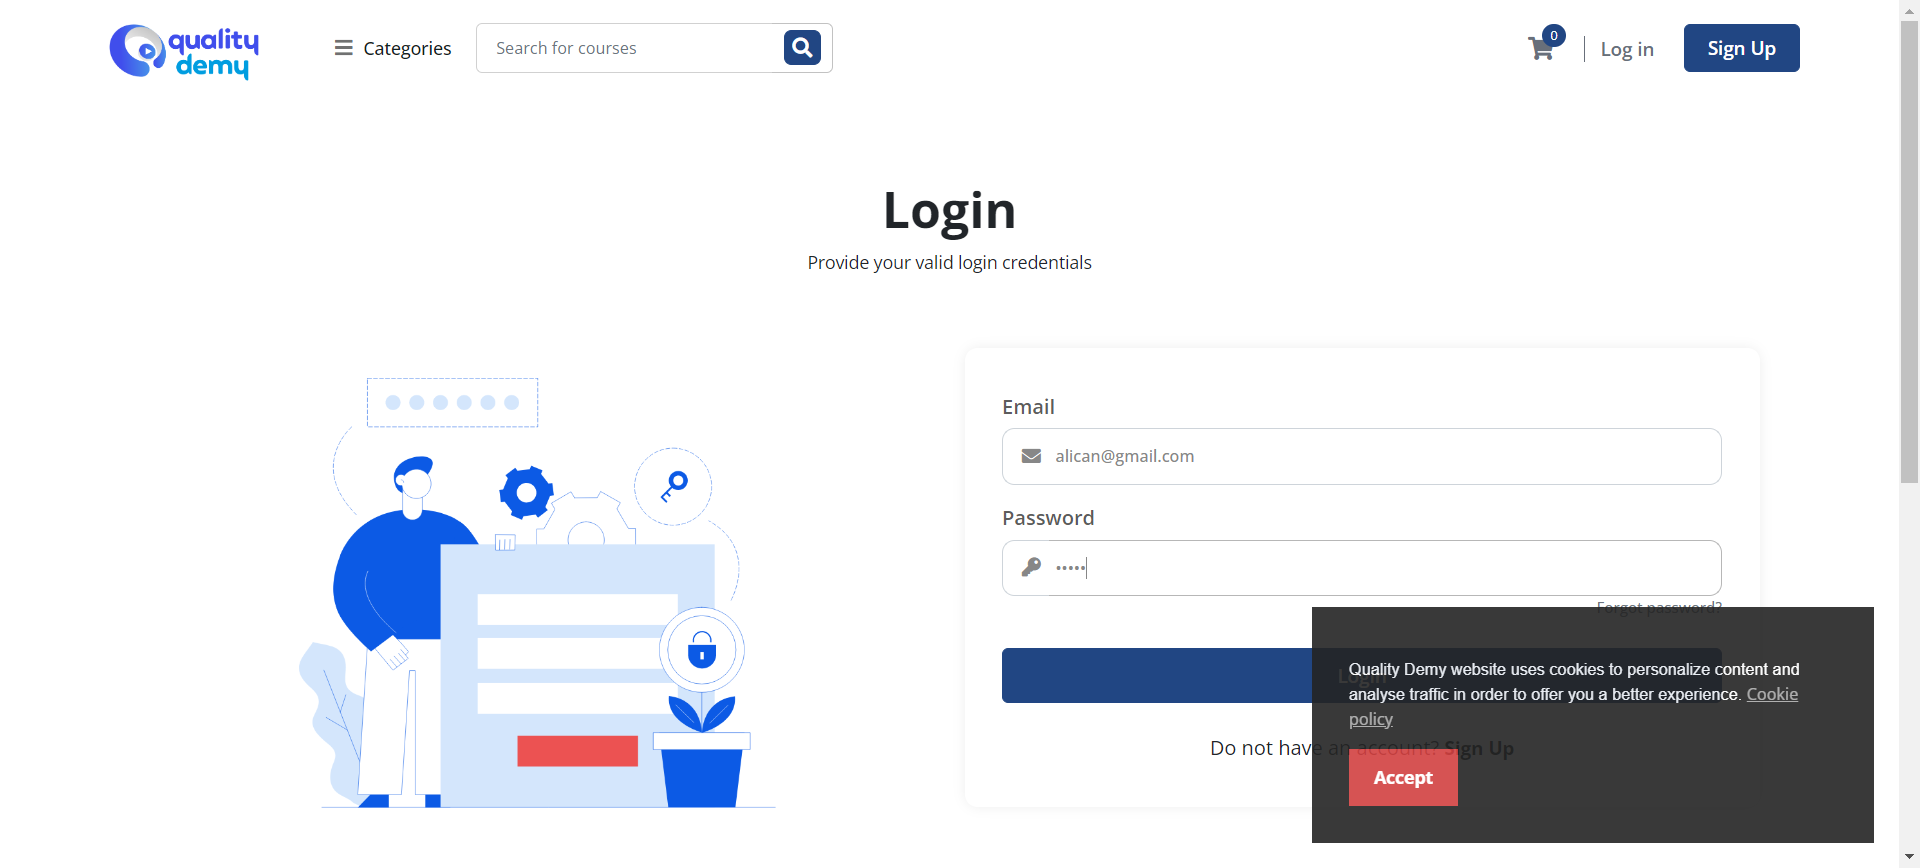 quality
demy
Categories
Search for courses
0
Log in
Sign Up
Login
Provide your valid login credentials
Email
alican@gmail.com
Password
•••••
Forgot password?
Login
Quality Demy website uses cookies to personalize content and
analyse traffic in order to offer you a better experience. Cookie
policy
Do not have an account? Sign Up
Accept